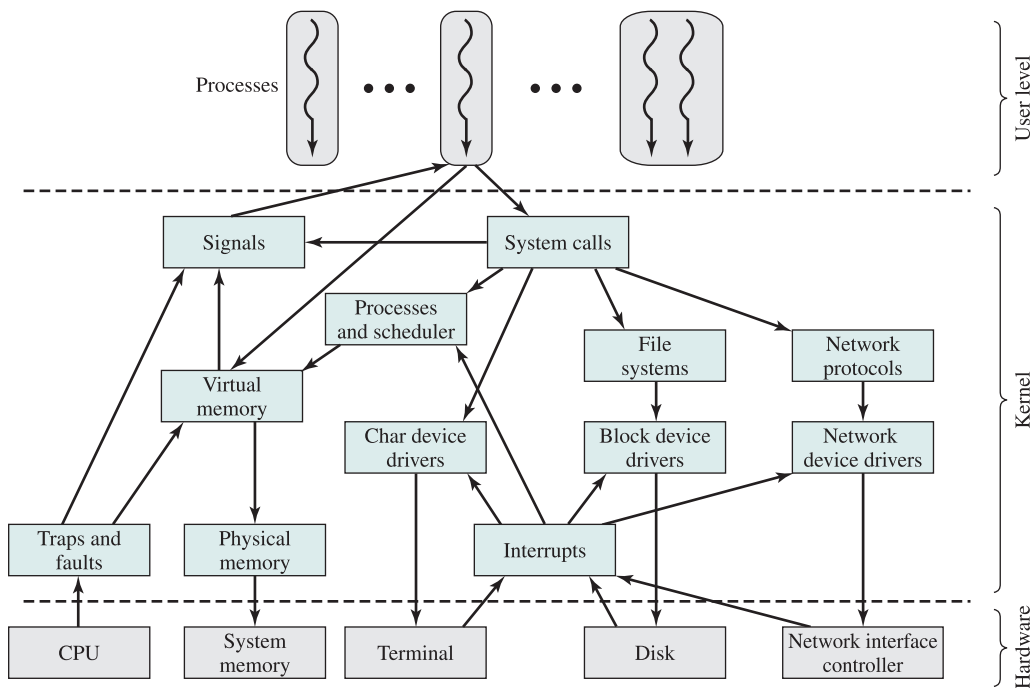 Processes
User level
Signals
System calls
Processes
and scheduler
File
systems
Network
protocols
Virtual
memory
Kernel
Char device
drivers
Block device
drivers
Network
device drivers
Traps and
faults
Physical
memory
Interrupts
CPU
System
memory
Terminal
Disk
Network interface
controller
Hardware